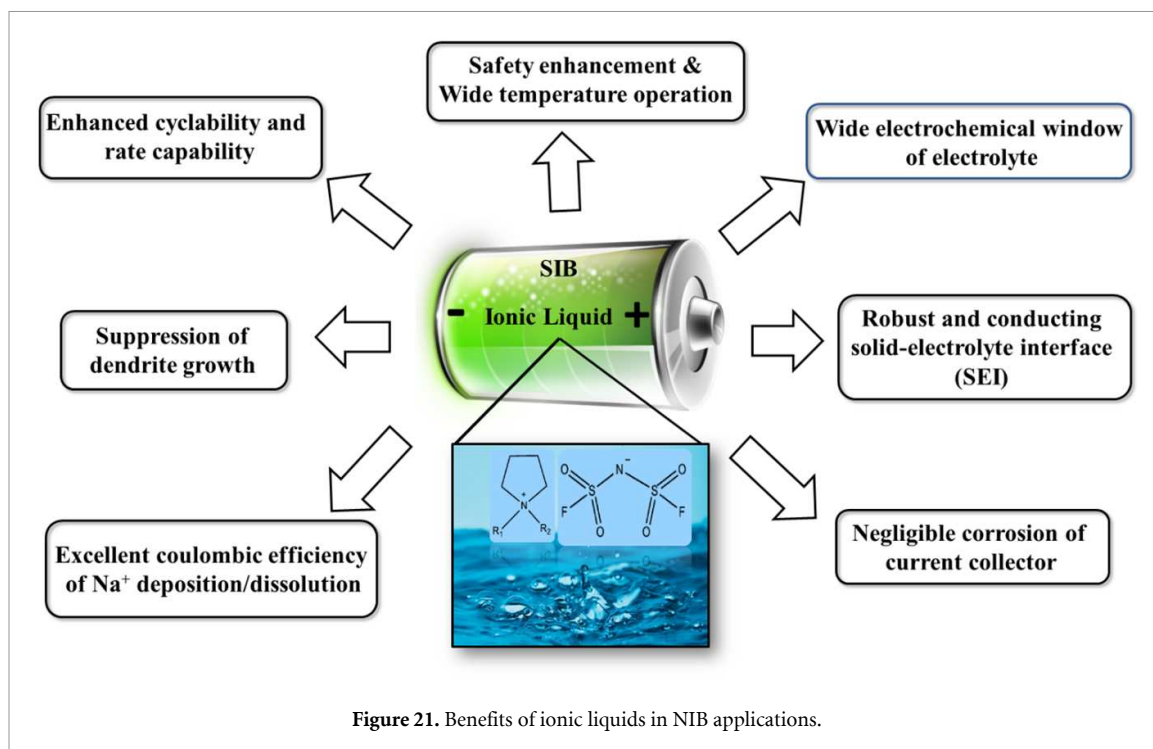 Safety enhancement &
Wide temperature operation
Enhanced cyclability and
rate capability
Wide electrochemical window
of electrolyte
SIB
- Ionic Liquid +
Suppression of
dendrite growth
Robust and conducting
solid-electrolyte interface
(SEI)
N
+
R₁ R₂
O N⁻ O
S S
F F
O O
Excellent coulombic efficiency
of Na⁺ deposition/dissolution
Negligible corrosion of
current collector
Figure 21. Benefits of ionic liquids in NIB applications.